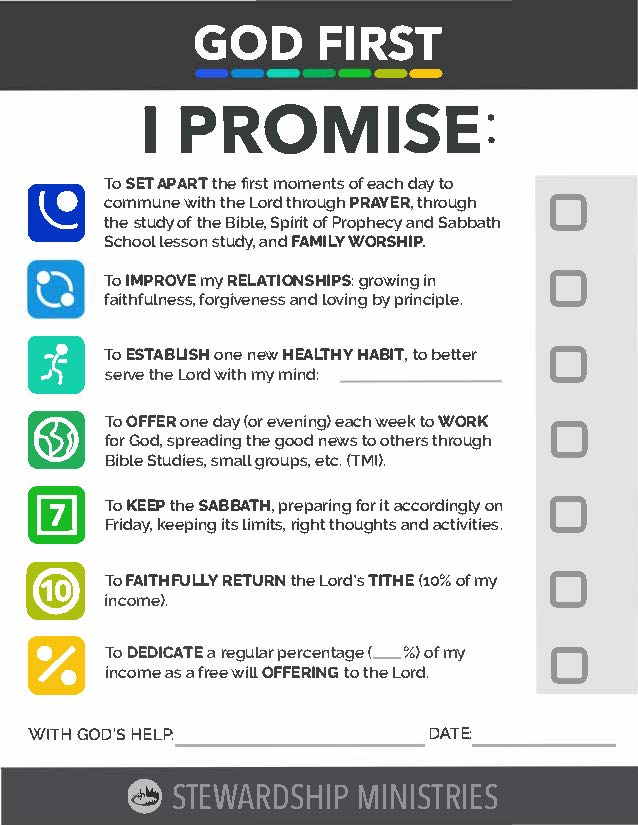 GOD FIRST
I PROMISE:
To SET APART the first moments of each day to
commune with the Lord through PRAYER, through
the study of the Bible, Spirit of Prophecy and Sabbath
School lesson study, and FAMILY WORSHIP.
To IMPROVE my RELATIONSHIPS: growing in
faithfulness, forgiveness and loving by principle.
To ESTABLISH one new HEALTHY HABIT, to better
serve the Lord with my mind:
To OFFER one day (or evening) each week to WORK
for God, spreading the good news to others through
Bible Studies, small groups, etc. (TMI).
7
To KEEP the SABBATH, preparing for it accordingly on
Friday, keeping its limits, right thoughts and activities.
10
To FAITHFULLY RETURN the Lord's TITHE (10% of my
income).
%
To DEDICATE a regular percentage (___%) of my
income as a free will OFFERING to the Lord.
WITH GOD'S HELP: DATE:
STEWARDSHIP MINISTRIES